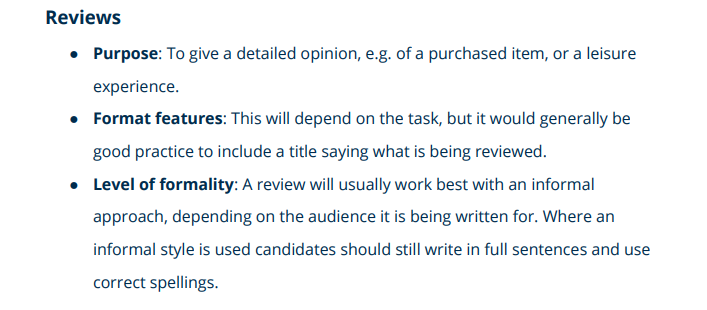 Reviews
● Purpose: To give a detailed opinion, e.g. of a purchased item, or a leisure
experience.
● Format features: This will depend on the task, but it would generally be
good practice to include a title saying what is being reviewed.
● Level of formality: A review will usually work best with an informal
approach, depending on the audience it is being written for. Where an
informal style is used candidates should still write in full sentences and use
correct spellings.